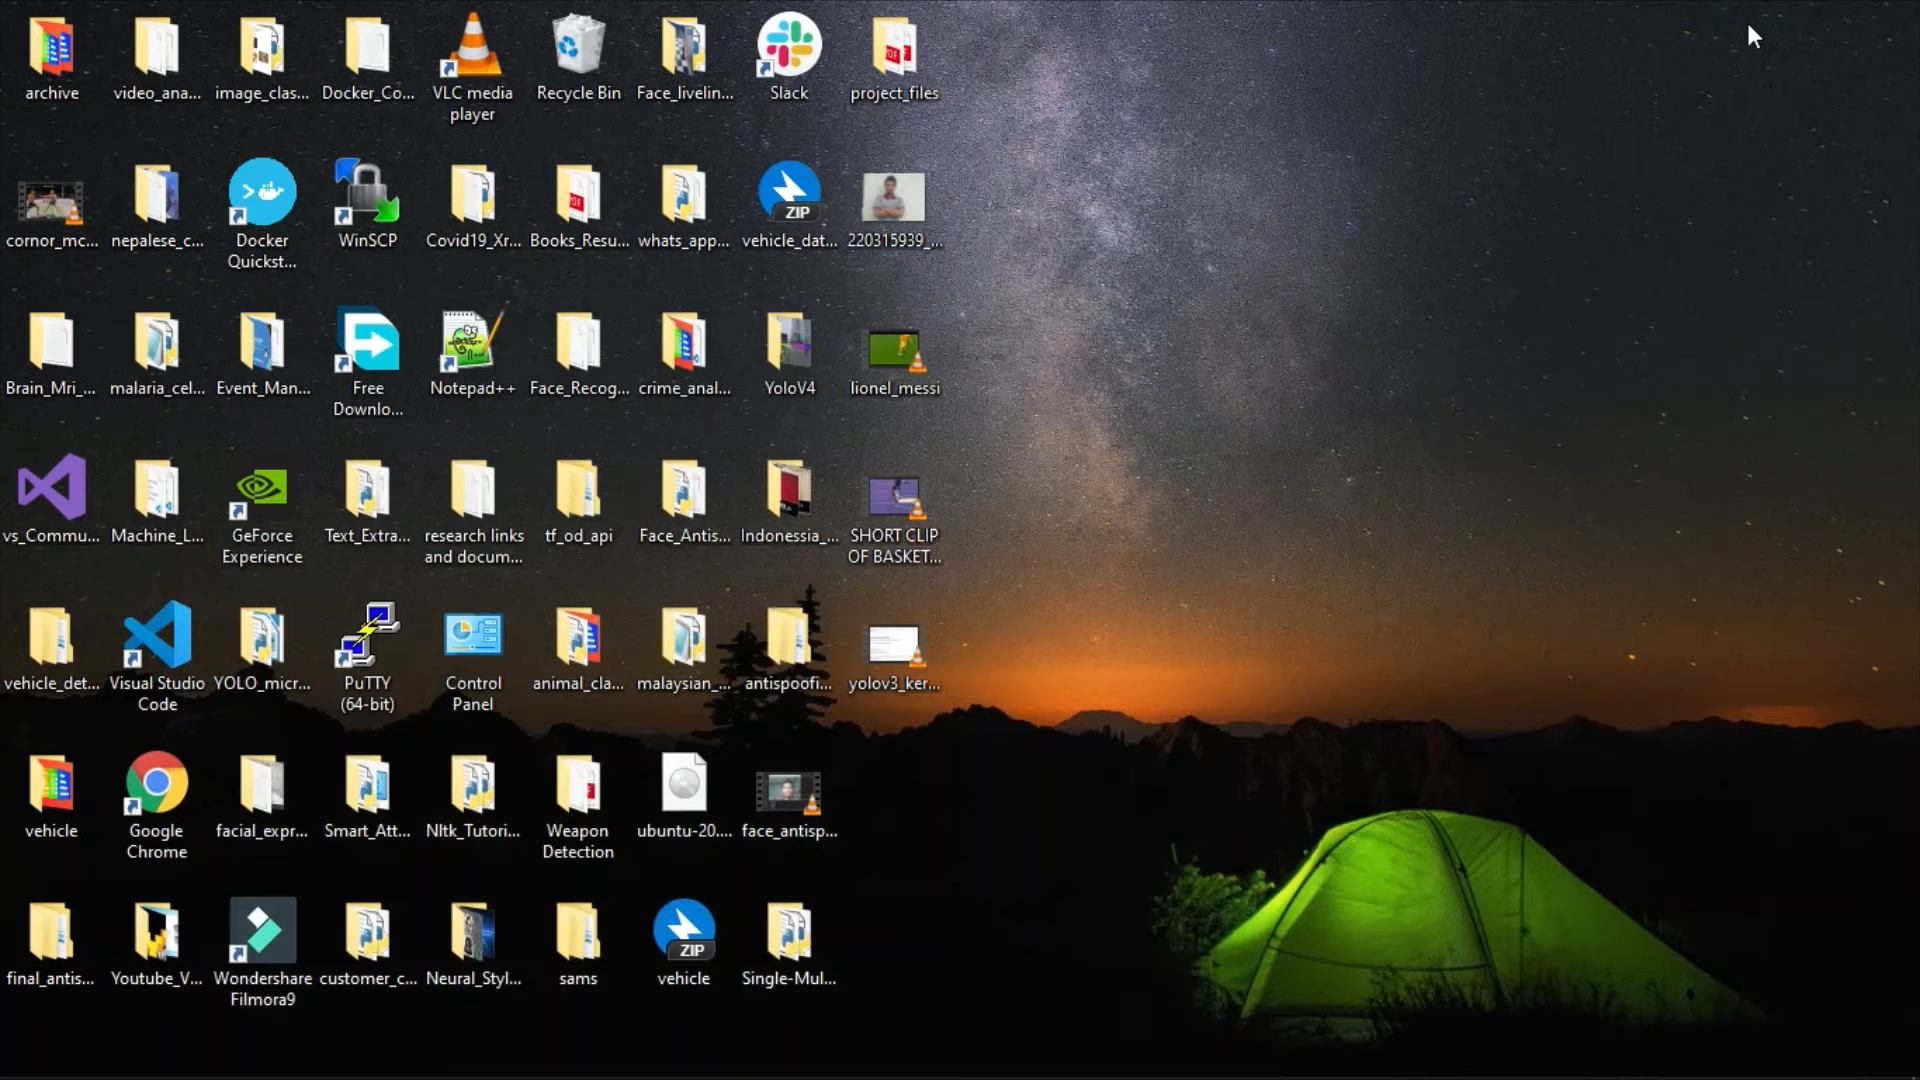 archive
video_ana...
image_clas...
Docker_Co...
VLC media
player
Recycle Bin
Face_livelin...
Slack
project_files
PDF
cornor_mc...
nepalese_c...
Docker
Quickst...
WinSCP
Covid19_Xr...
PDF
Books_Resu...
whats_app...
ZIP
vehicle_dat...
220315939_...
Brain_Mri_...
malaria_cel...
Event_Man...
Free
Downlo...
Notepad++
Face_Recog...
crime_anal...
YoloV4
lionel_messi
vs_Commu...
Machine_L...
GeForce
Experience
Text_Extra...
research links
and docum...
tf_od_api
Face_Antis...
Indonessia_...
SHORT CLIP
OF BASKET...
vehicle_det...
Visual Studio
Code
YOLO_micr...
PuTTY
(64-bit)
Control
Panel
animal_cla...
malaysian_...
antispoofi...
yolov3_ker...
vehicle
Google
Chrome
facial_expr...
Smart_Att...
Nltk_Tutori...
Weapon
Detection
ubuntu-20....
face_antisp...
final_antis...
Youtube_V...
Wondershare
Filmora9
customer_c...
Neural_Styl...
sams
ZIP
vehicle
Single-Mul...